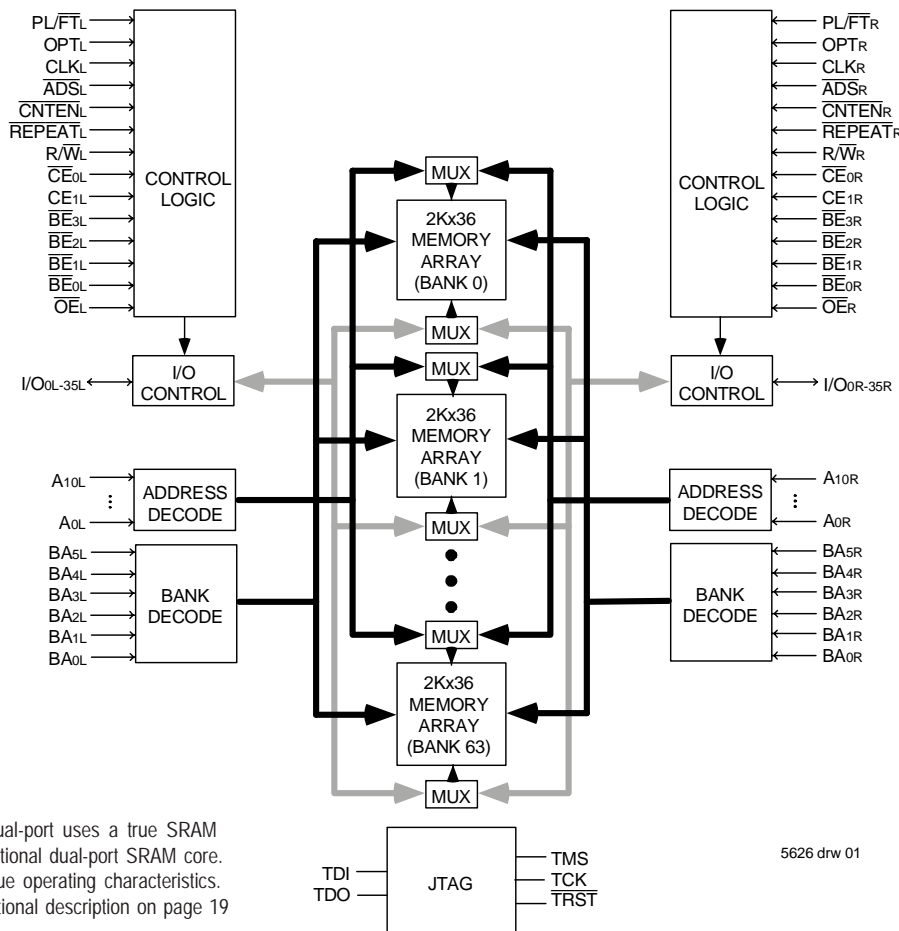 PL/FTL
OPTL
CLKL
ADSL
CNTENL
REPEATL
R/WL
CE0L
CE1L
BE3L
BE2L
BE1L
BE0L
OEL
CONTROL
LOGIC
I/O0L-35L
I/O
CONTROL
A10L
A0L
ADDRESS
DECODE
BA5L
BA4L
BA3L
BA2L
BA1L
BA0L
BANK
DECODE
MUX
2Kx36
MEMORY
ARRAY
(BANK 0)
MUX
MUX
2Kx36
MEMORY
ARRAY
(BANK 1)
MUX
MUX
2Kx36
MEMORY
ARRAY
(BANK 63)
MUX
PL/FTR
OPTR
CLKR
ADSR
CNTENR
REPEATR
R/WR
CE0R
CE1R
BE3R
BE2R
BE1R
BE0R
OER
CONTROL
LOGIC
I/O
CONTROL
I/O0R-35R
ADDRESS
DECODE
A10R
A0R
BANK
DECODE
BA5R
BA4R
BA3R
BA2R
BA1R
BA0R
ual-port uses a true SRAM
tional dual-port SRAM core.
ue operating characteristics.
tional description on page 19
TDI
TDO
JTAG
TMS
TCK
TRST
5626 drw 01